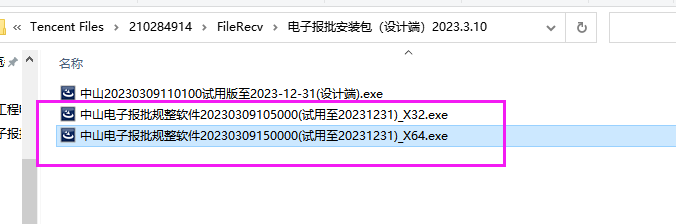 Tencent Files > 210284914 > FileRecv > 电子报批安装包（设计端）2023.3.10
名称
中山20230309110100试用版至2023-12-31(设计端).exe
中山电子报批规整软件20230309105000(试用至20231231)_X32.exe
工程
中山电子报批规整软件20230309150000(试用至20231231)_X64.exe
子报